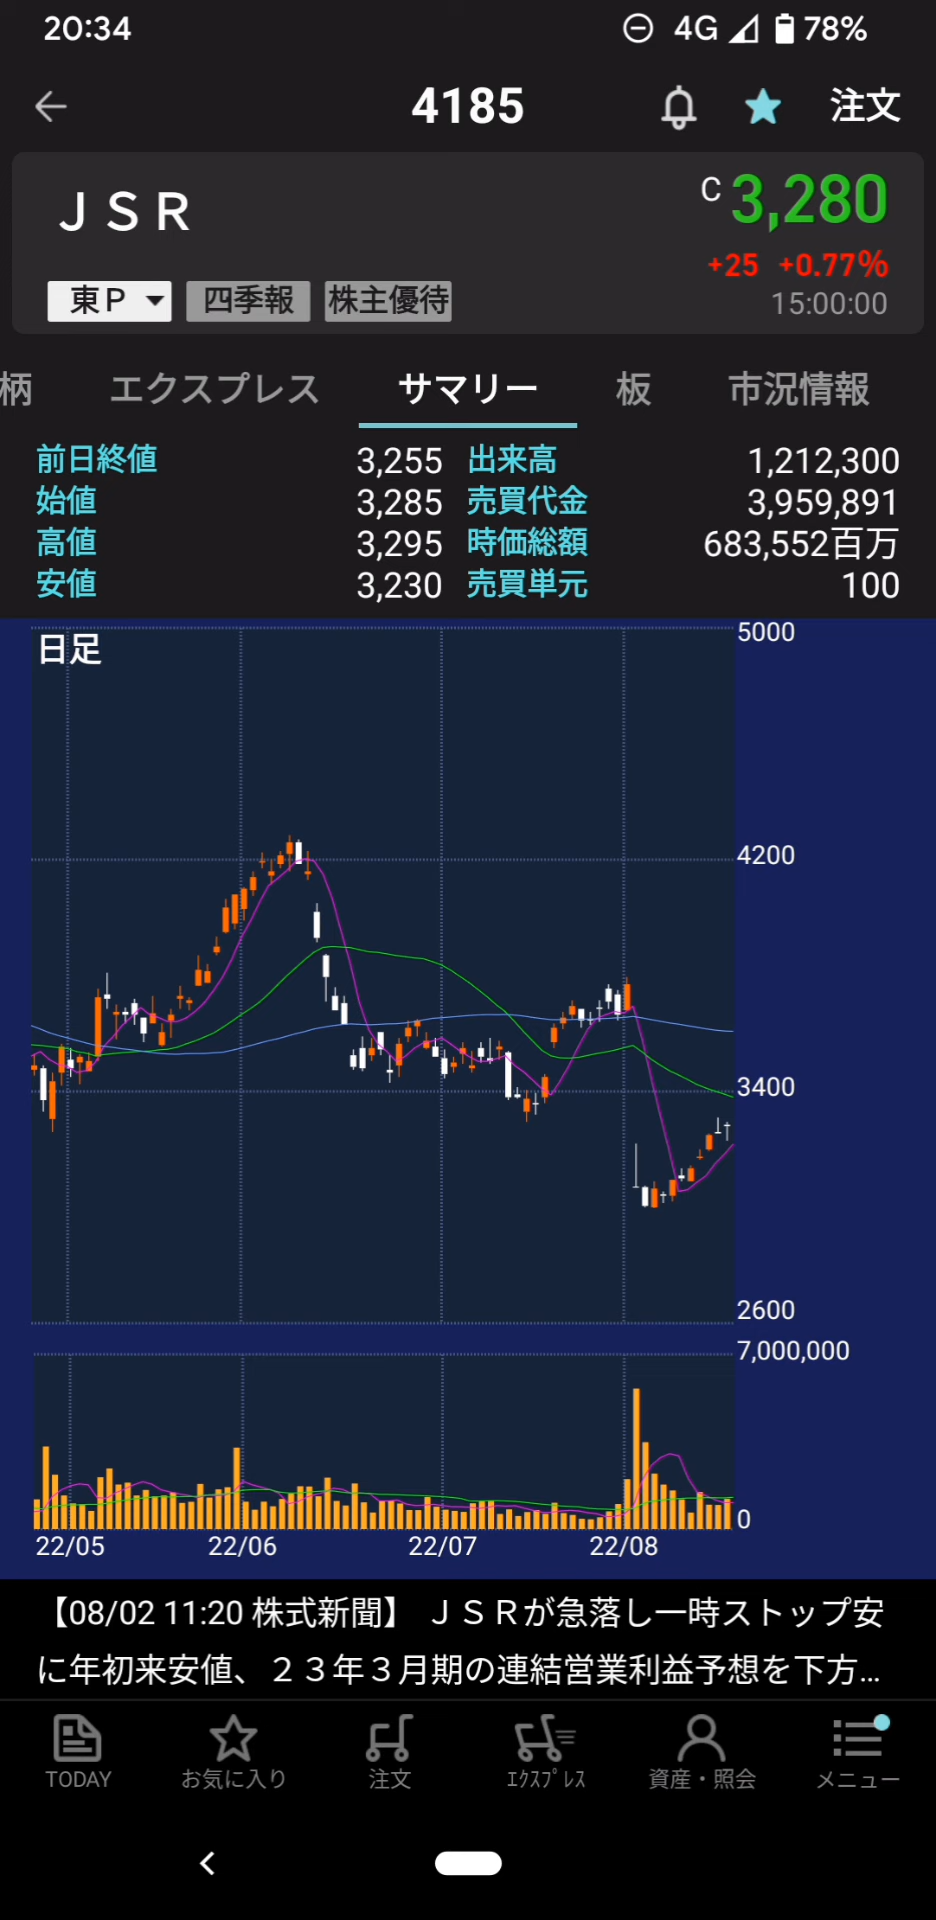 20:34 4G 78%
4185 注文
ＪＳＲ C 3,280
+25 +0.77%
東Ｐ 四季報 株主優待 15:00:00
柄 エクスプレス サマリー 板 市況情報
前日終値 3,255 出来高 1,212,300
始値 3,285 売買代金 3,959,891
高値 3,295 時価総額 683,552百万
安値 3,230 売買単元 100
日足
5000
4200
3400
2600
7,000,000
0
22/05 22/06 22/07 22/08
【08/02 11:20 株式新聞】 ＪＳＲが急落し一時ストップ安
に年初来安値、２３年３月期の連結営業利益予想を下方...
TODAY お気に入り 注文 ｴｸｽﾌﾟﾚｽ 資産・照会 メニュー